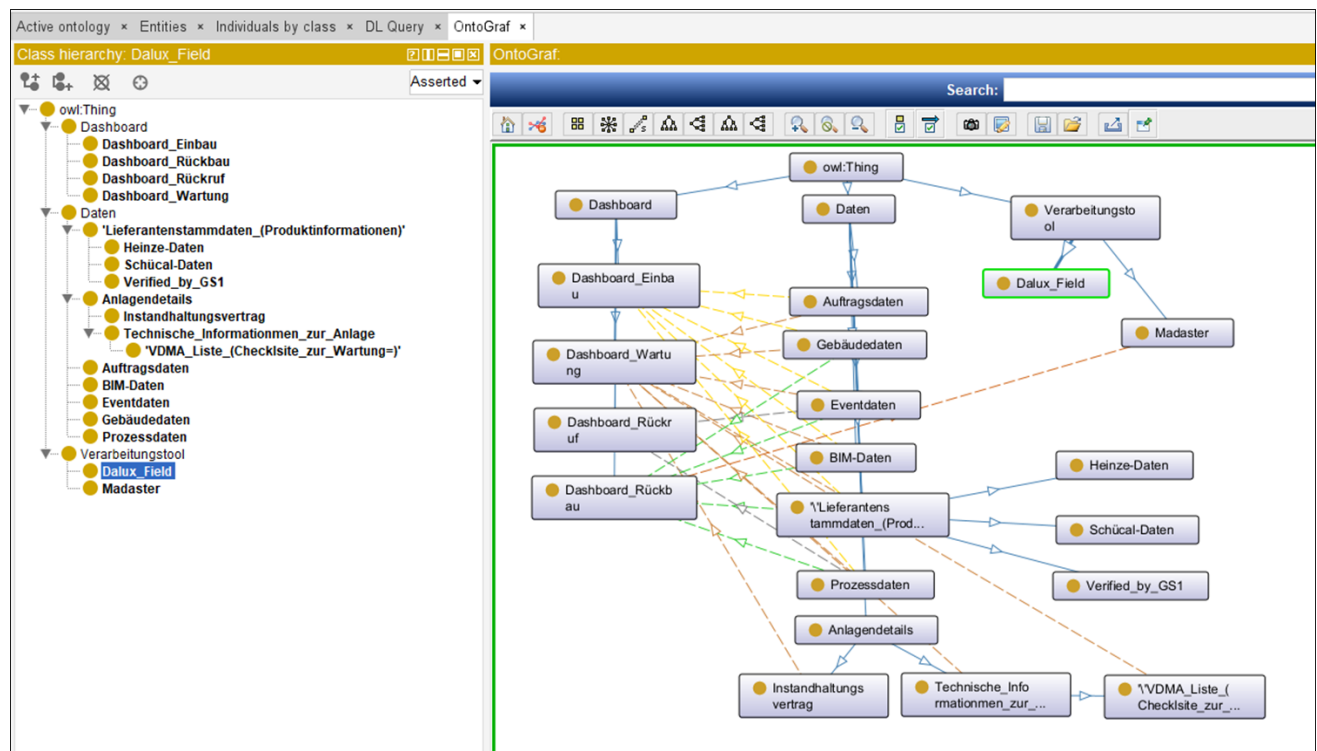 Active ontology × Entities × Individuals by class × DL Query × OntoGraf ×
Class hierarchy: Dalux_Field
OntoGraf:
Asserted
Search:
owl:Thing
Dashboard
Dashboard_Einbau
Dashboard_Rückbau
Dashboard_Rückruf
Dashboard_Wartung
Daten
'Lieferantenstammdaten_(Produktinformationen)'
Heinze-Daten
Schücal-Daten
Verified_by_GS1
Anlagendetails
Instandhaltungsvertrag
Technische_Informationmen_zur_Anlage
'VDMA_Liste_(Checklsite_zur_Wartung=)'
Auftragsdaten
BIM-Daten
Eventdaten
Gebäudedaten
Prozessdaten
Verarbeitungstool
Dalux_Field
Madaster
owl:Thing
Dashboard
Daten
Verarbeitungsto
ol
Dashboard_Einba
u
Dalux_Field
Auftragsdaten
Madaster
Gebäudedaten
Dashboard_Wartu
ng
Eventdaten
Dashboard_Rückr
uf
BIM-Daten
Heinze-Daten
Dashboard_Rückb
au
'\'Lieferantens
tammdaten_(Prod...
Schücal-Daten
Prozessdaten
Verified_by_GS1
Anlagendetails
Instandhaltungs
vertrag
Technische_Info
rmationmen_zur_...
'\'VDMA_Liste_(
Checklsite_zur_...